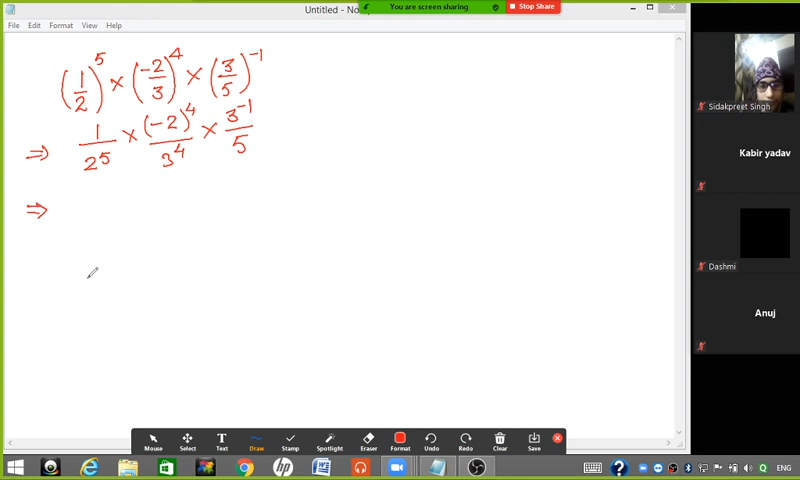 Untitled - No
You are screen sharing
Stop Share
File Edit Format View Help
(1/2)^5 × (-2/3)^4 × (3/5)^-1
⇒ 1/2^5 × (-2)^4/3^4 × 3^-1/5
⇒
Sidakpreet Singh
Kabir yadav
Dashmi
Anuj
Mouse Select Text Draw Stamp Spotlight Eraser Format Undo Redo Clear Save
ENG